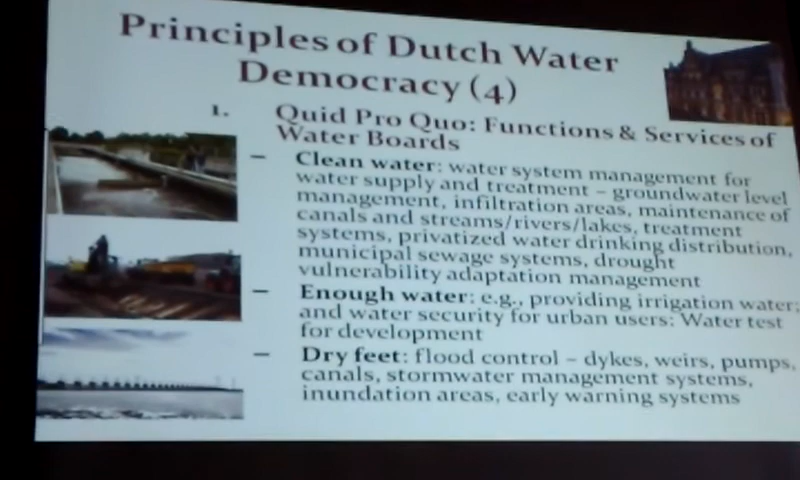 Principles of Dutch Water
Democracy (4)
1. Quid Pro Quo: Functions & Services of
Water Boards
– Clean water: water system management for
water supply and treatment – groundwater level
management, infiltration areas, maintenance of
canals and streams/rivers/lakes, treatment
systems, privatized water drinking distribution,
municipal sewage systems, drought
vulnerability adaptation management
– Enough water: e.g., providing irrigation water;
and water security for urban users: Water test
for development
– Dry feet: flood control – dykes, weirs, pumps,
canals, stormwater management systems,
inundation areas, early warning systems